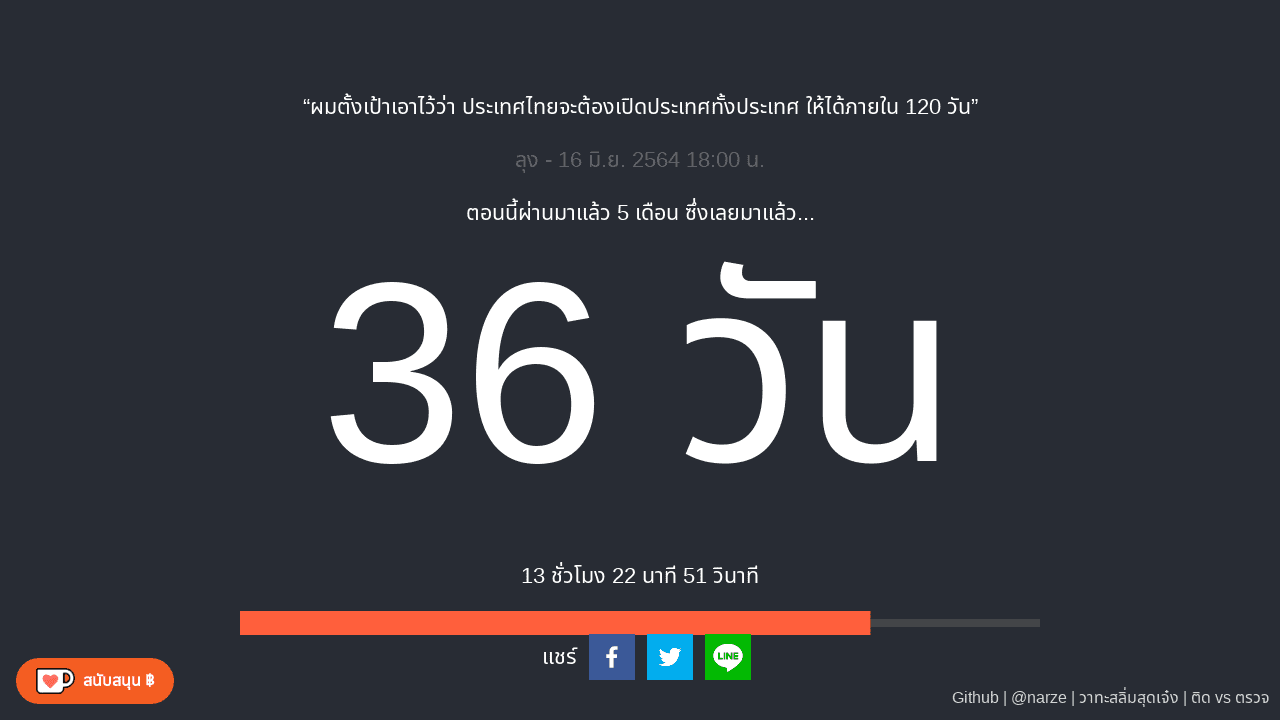 “ผมตั้งเป้าเอาไว้ว่า ประเทศไทยจะต้องเปิดประเทศทั้งประเทศ ให้ได้ภายใน 120 วัน”
ลุง - 16 มิ.ย. 2564 18:00 น.
ตอนนี้ผ่านมาแล้ว 5 เดือน ซึ่งเลยมาแล้ว...
36 วัน
13 ชั่วโมง 22 นาที 51 วินาที
แชร์
LINE
สนับสนุน ฿
Github | @narze | วาทะสลิ่มสุดเจ๋ง | ติด vs ตรวจ